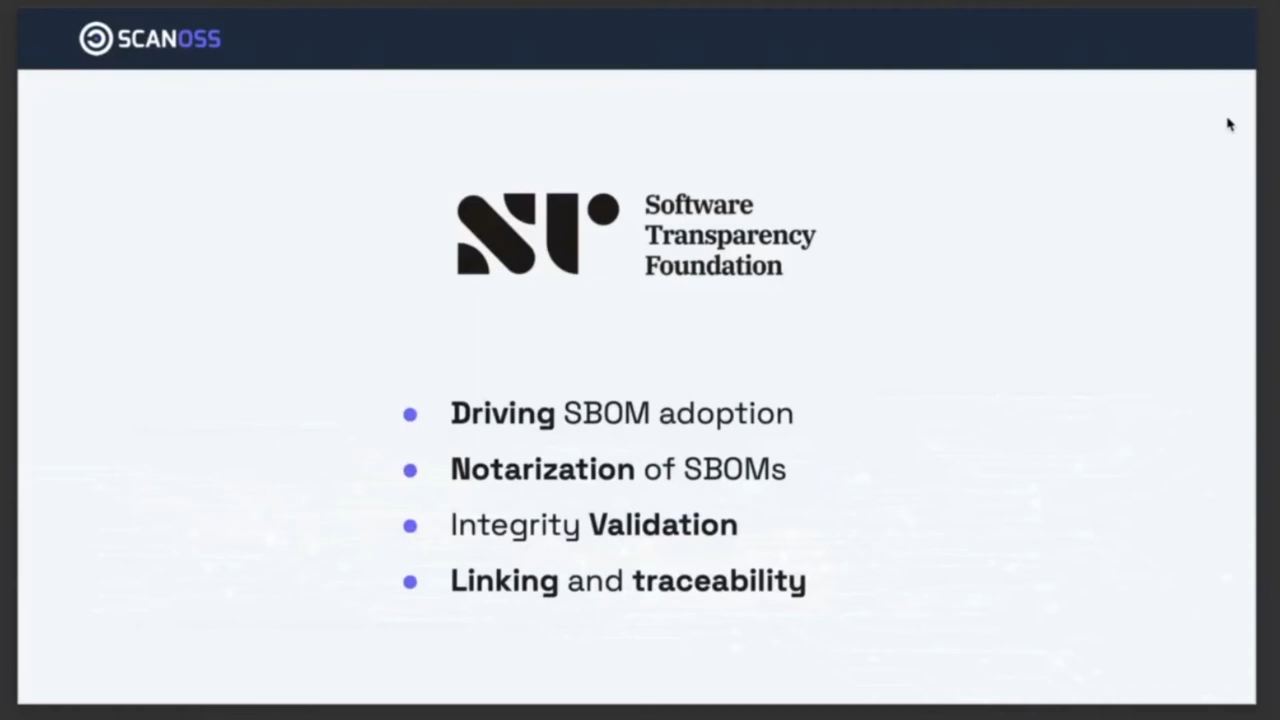 SCANOSS
Software
Transparency
Foundation
Driving SBOM adoption
Notarization of SBOMs
Integrity Validation
Linking and traceability